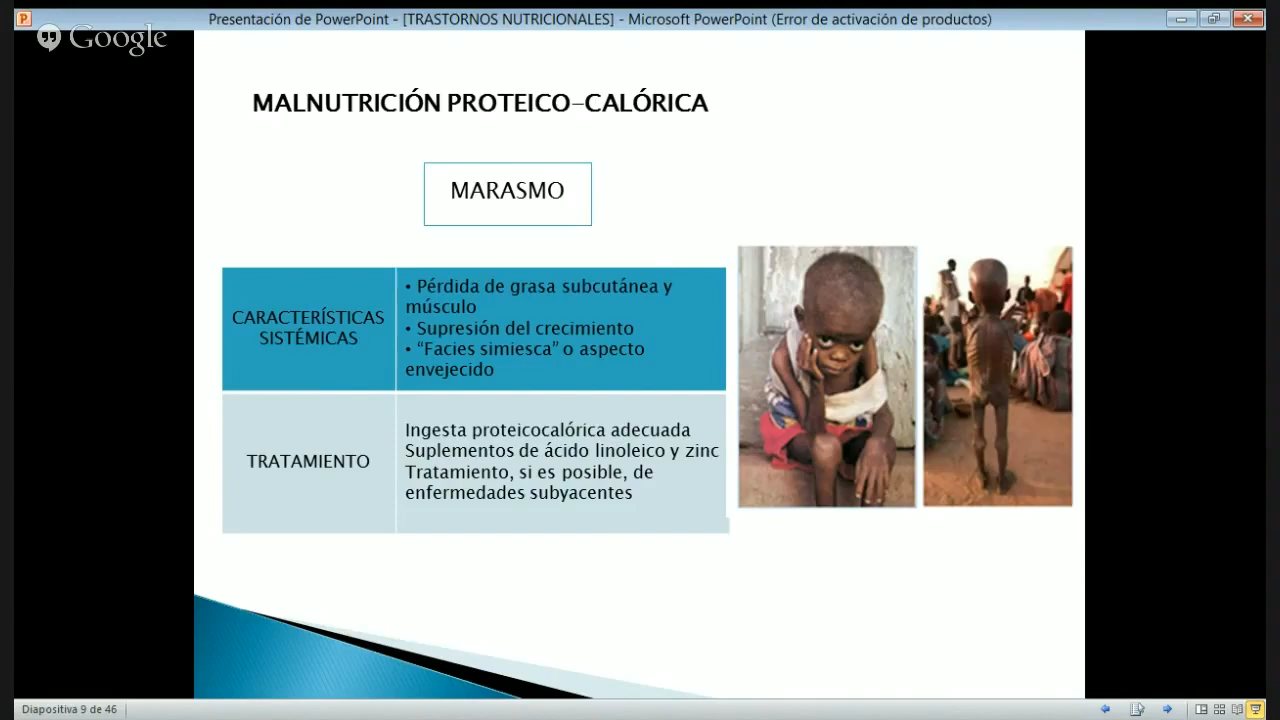 Presentación de PowerPoint - [TRASTORNOS NUTRICIONALES] - Microsoft PowerPoint (Error de activación de productos)
Google
MALNUTRICIÓN PROTEICO-CALÓRICA
MARASMO
CARACTERÍSTICAS
SISTÉMICAS
• Pérdida de grasa subcutánea y
músculo
• Supresión del crecimiento
• “Facies simiesca” o aspecto
envejecido
TRATAMIENTO
Ingesta proteicocalórica adecuada
Suplementos de ácido linoleico y zinc
Tratamiento, si es posible, de
enfermedades subyacentes
Diapositiva 9 de 46